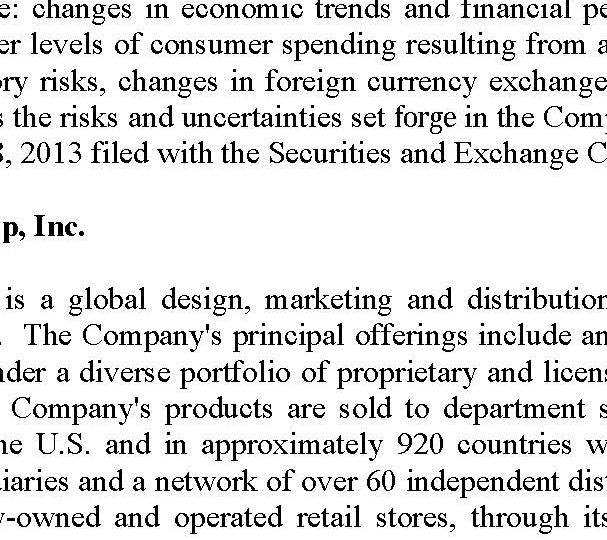 e: changes in economic trends and financial pe
er levels of consumer spending resulting from a
ry risks, changes in foreign currency exchange
s the risks and uncertainties set forge in the Com
8, 2013 filed with the Securities and Exchange C
p, Inc.
is a global design, marketing and distribution
. The Company's principal offerings include an
nder a diverse portfolio of proprietary and licens
Company's products are sold to department s
he U.S. and in approximately 920 countries w
iaries and a network of over 60 independent dist
y-owned and operated retail stores, through its